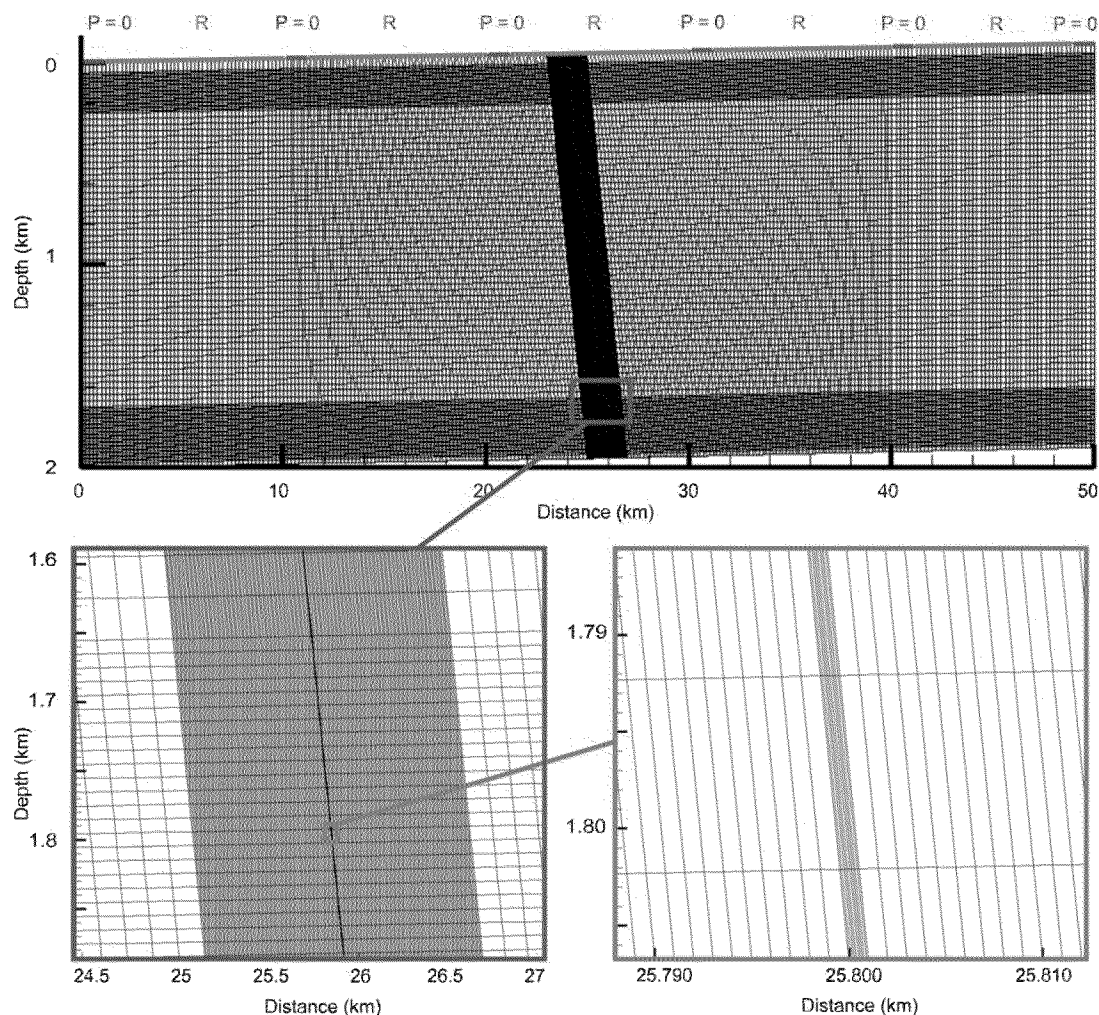 P = 0 R P = 0 R P = 0 R P = 0 R P = 0 R P = 0
0
1
2
Depth (km)
0 10 20 30 40 50
Distance (km)
1.6
1.7
1.8
Depth (km)
24.5 25 25.5 26 26.5 27
Distance (km)
1.79
1.80
25.790 25.800 25.810
Distance (km)